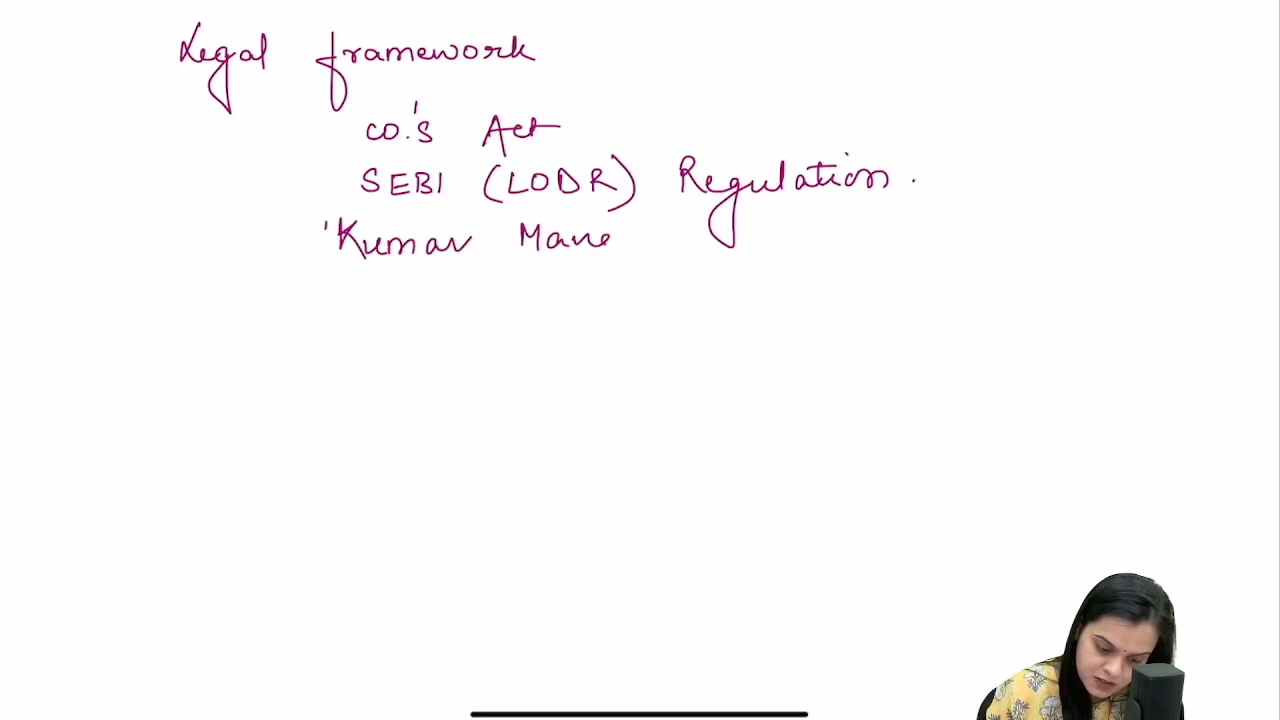 Legal framework
co.'s Act
SEBI (LODR) Regulation.
'Kumar Mane